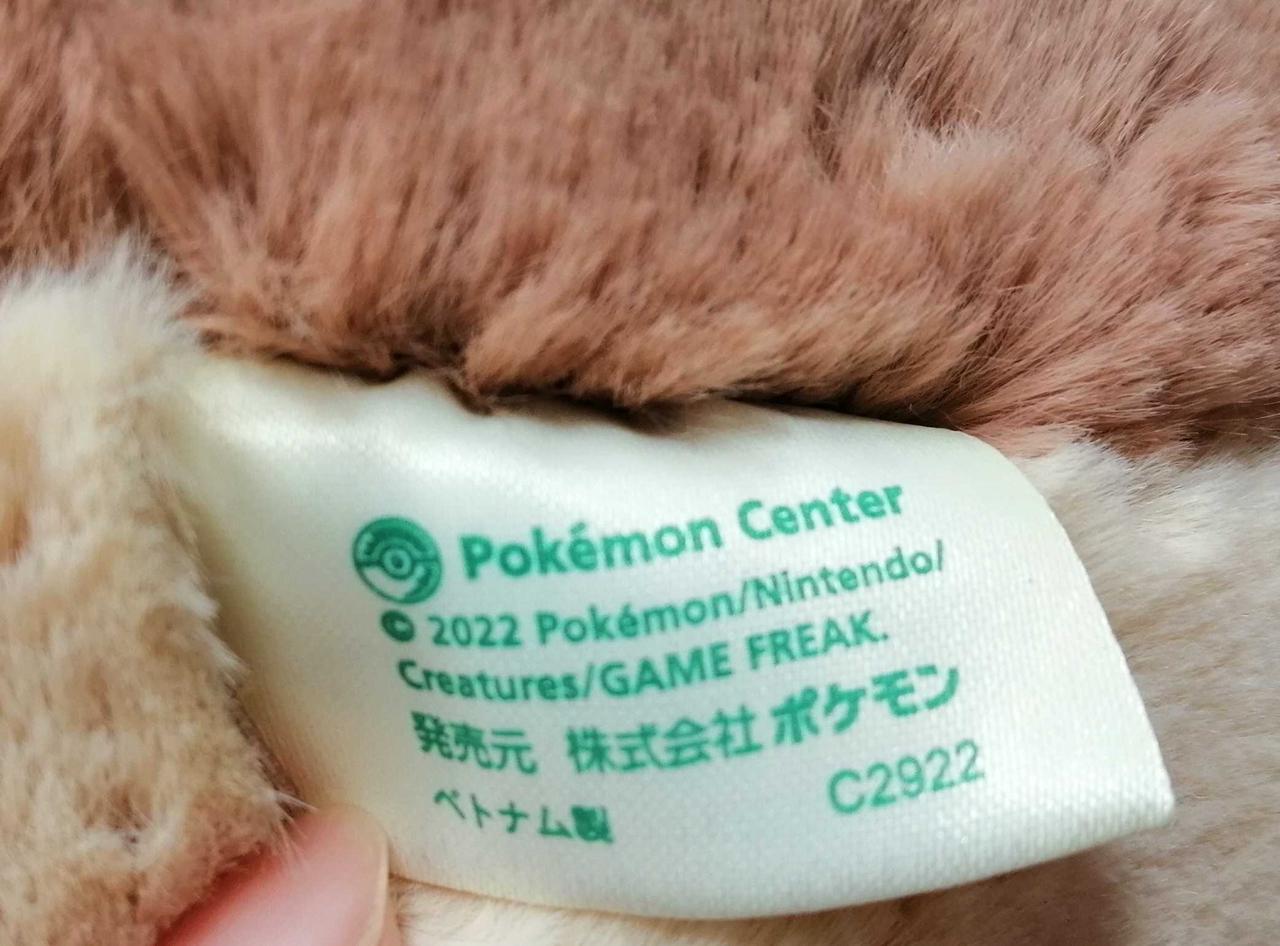 Pokémon Center
© 2022 Pokémon/Nintendo/
Creatures/GAME FREAK.
発売元 株式会社ポケモン
ベトナム製 C2922